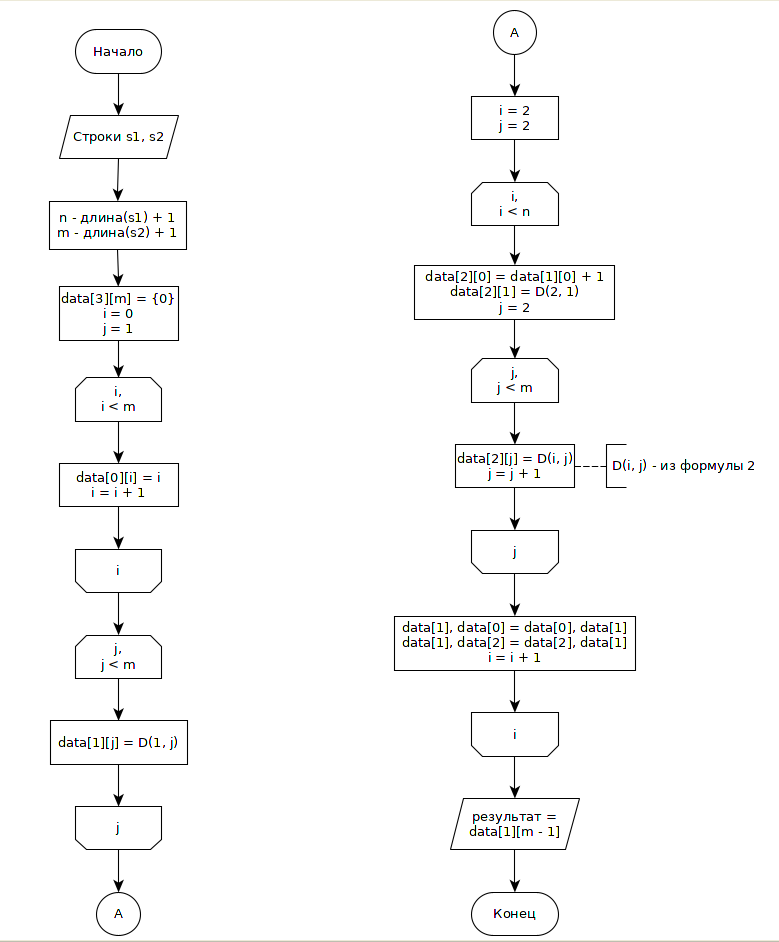 Начало
Строки s1, s2
n - длина(s1) + 1
m - длина(s2) + 1
data[3][m] = {0}
i = 0
j = 1
i,
i < m
data[0][i] = i
i = i + 1
i
j,
j < m
data[1][j] = D(1, j)
j
A
A
i = 2
j = 2
i,
i < n
data[2][0] = data[1][0] + 1
data[2][1] = D(2, 1)
j = 2
j,
j < m
data[2][j] = D(i, j)
j = j + 1
D(i, j) - из формулы 2
j
data[1], data[0] = data[0], data[1]
data[1], data[2] = data[2], data[1]
i = i + 1
i
результат =
data[1][m - 1]
Конец